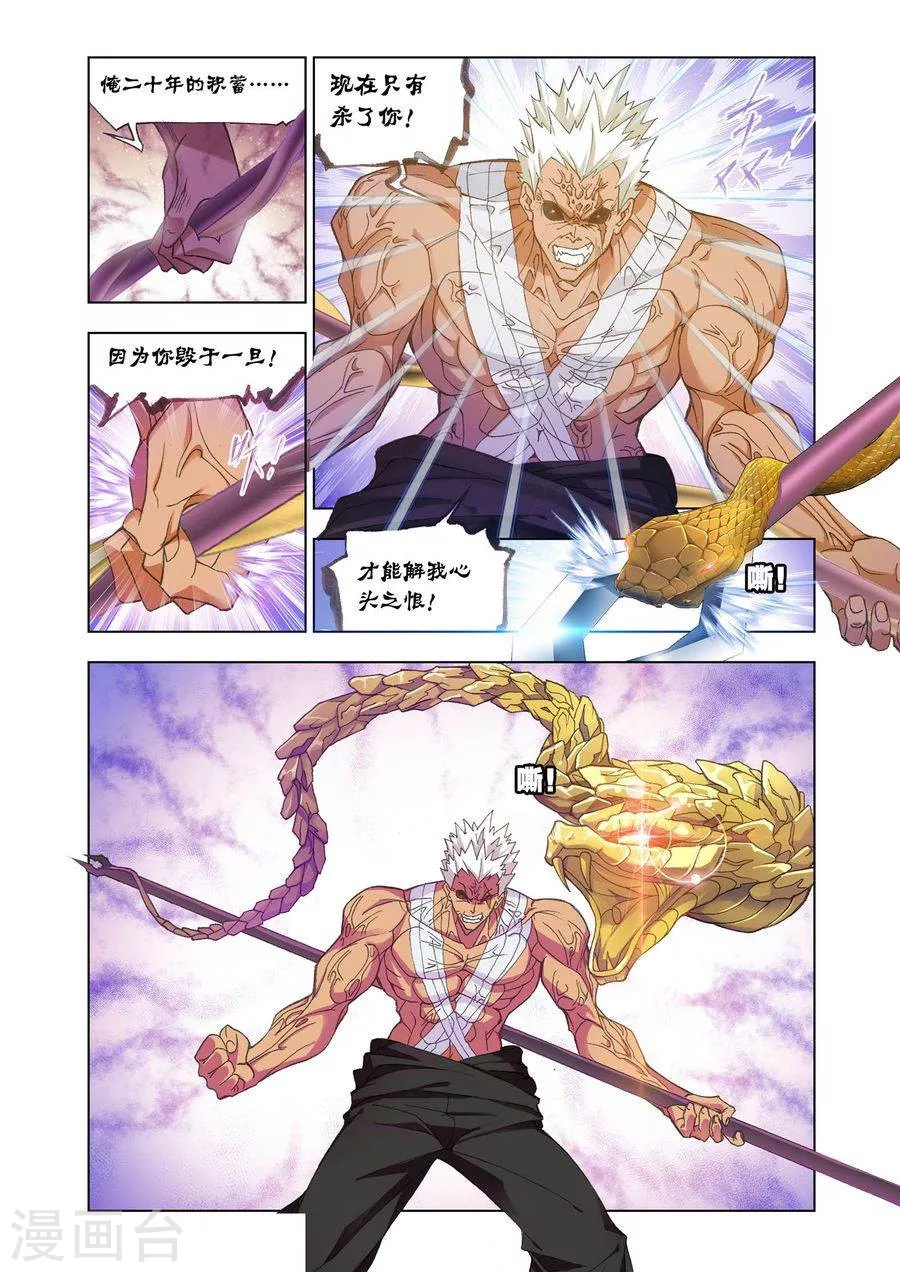 俺二十年的积蓄……
因为你毁于一旦！
现在只有
杀了你！
才能解我心
头之恨！
嘶！
嘶！
漫画台